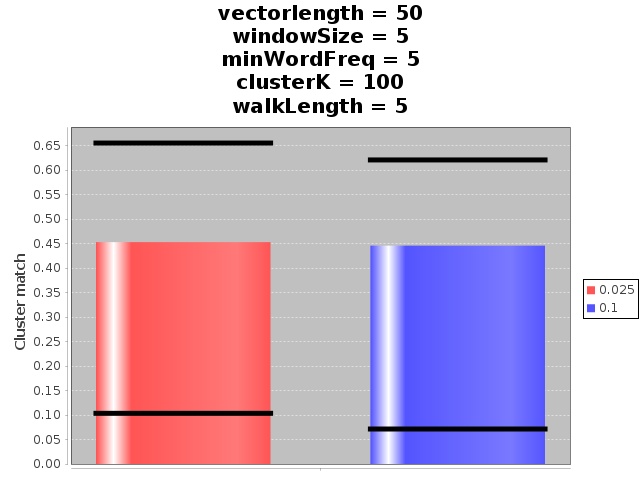 vectorlength = 50
windowSize = 5
minWordFreq = 5
clusterK = 100
walkLength = 5
0.65
0.60
0.55
0.50
0.45
0.40
0.35
0.30
0.25
0.20
0.15
0.10
0.05
0.00
Cluster match
0.025
0.1